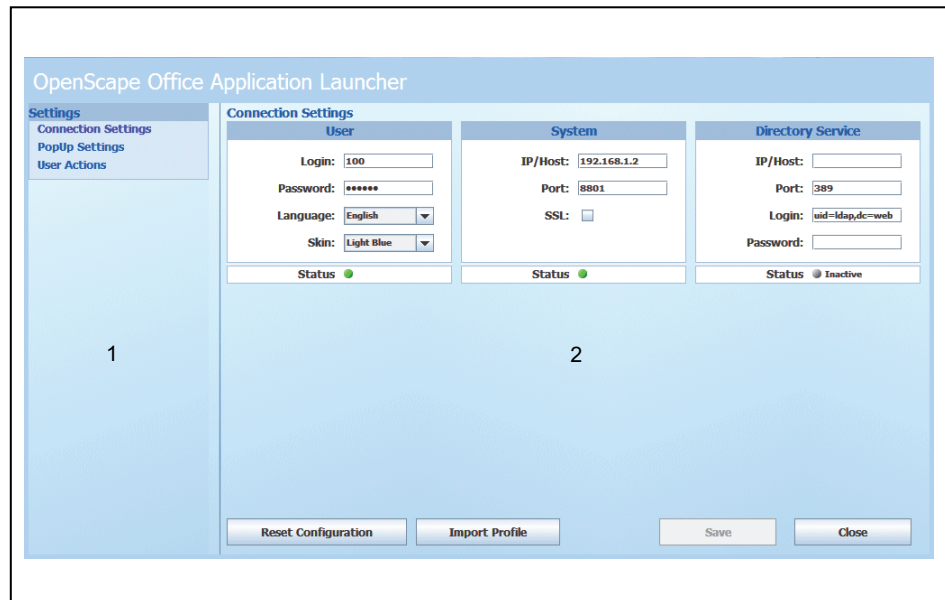 OpenScape Office Application Launcher
Settings
Connection Settings
PopUp Settings
User Actions
1
Connection Settings
User
Login: 100
Password: ●●●●●●
Language: English
Skin: Light Blue
Status
System
IP/Host: 192.168.1.2
Port: 8801
SSL:
Status
Directory Service
IP/Host:
Port: 389
Login: uid=ldap,dc=web
Password:
Status Inactive
2
Reset Configuration
Import Profile
Save
Close